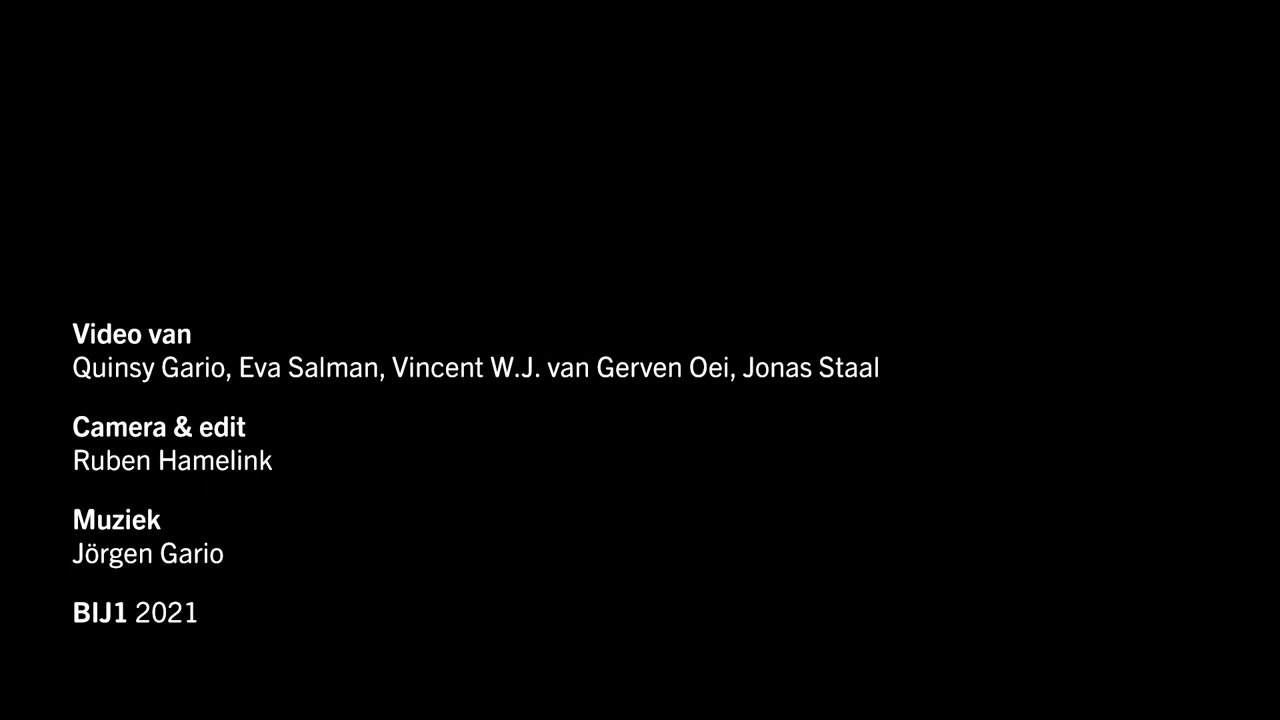 Video van
Quinsy Gario, Eva Salman, Vincent W.J. van Gerven Oei, Jonas Staal
Camera & edit
Ruben Hamelink
Muziek
Jörgen Gario
BIJ1 2021